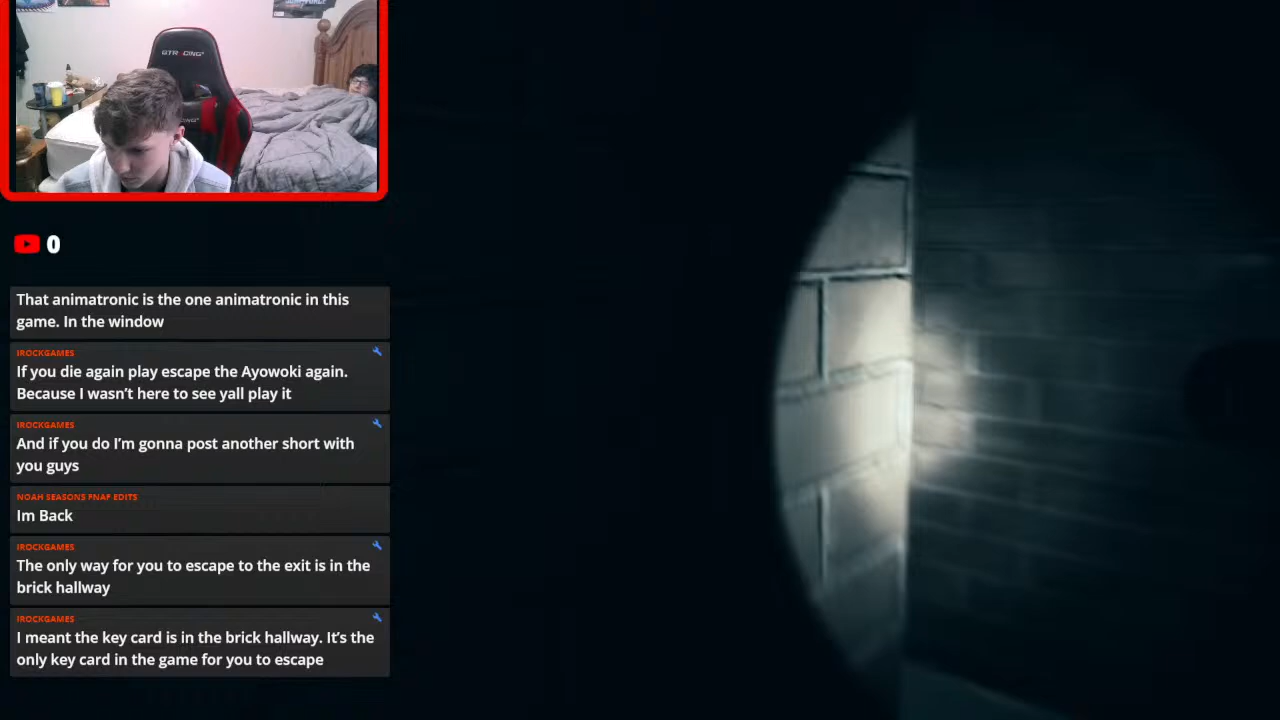 GTRACING
0
That animatronic is the one animatronic in this
game. In the window
IROCKGAMES
If you die again play escape the Ayowoki again.
Because I wasn't here to see yall play it
IROCKGAMES
And if you do I'm gonna post another short with
you guys
NOAH SEASONS FNAF EDITS
Im Back
IROCKGAMES
The only way for you to escape to the exit is in the
brick hallway
IROCKGAMES
I meant the key card is in the brick hallway. It's the
only key card in the game for you to escape